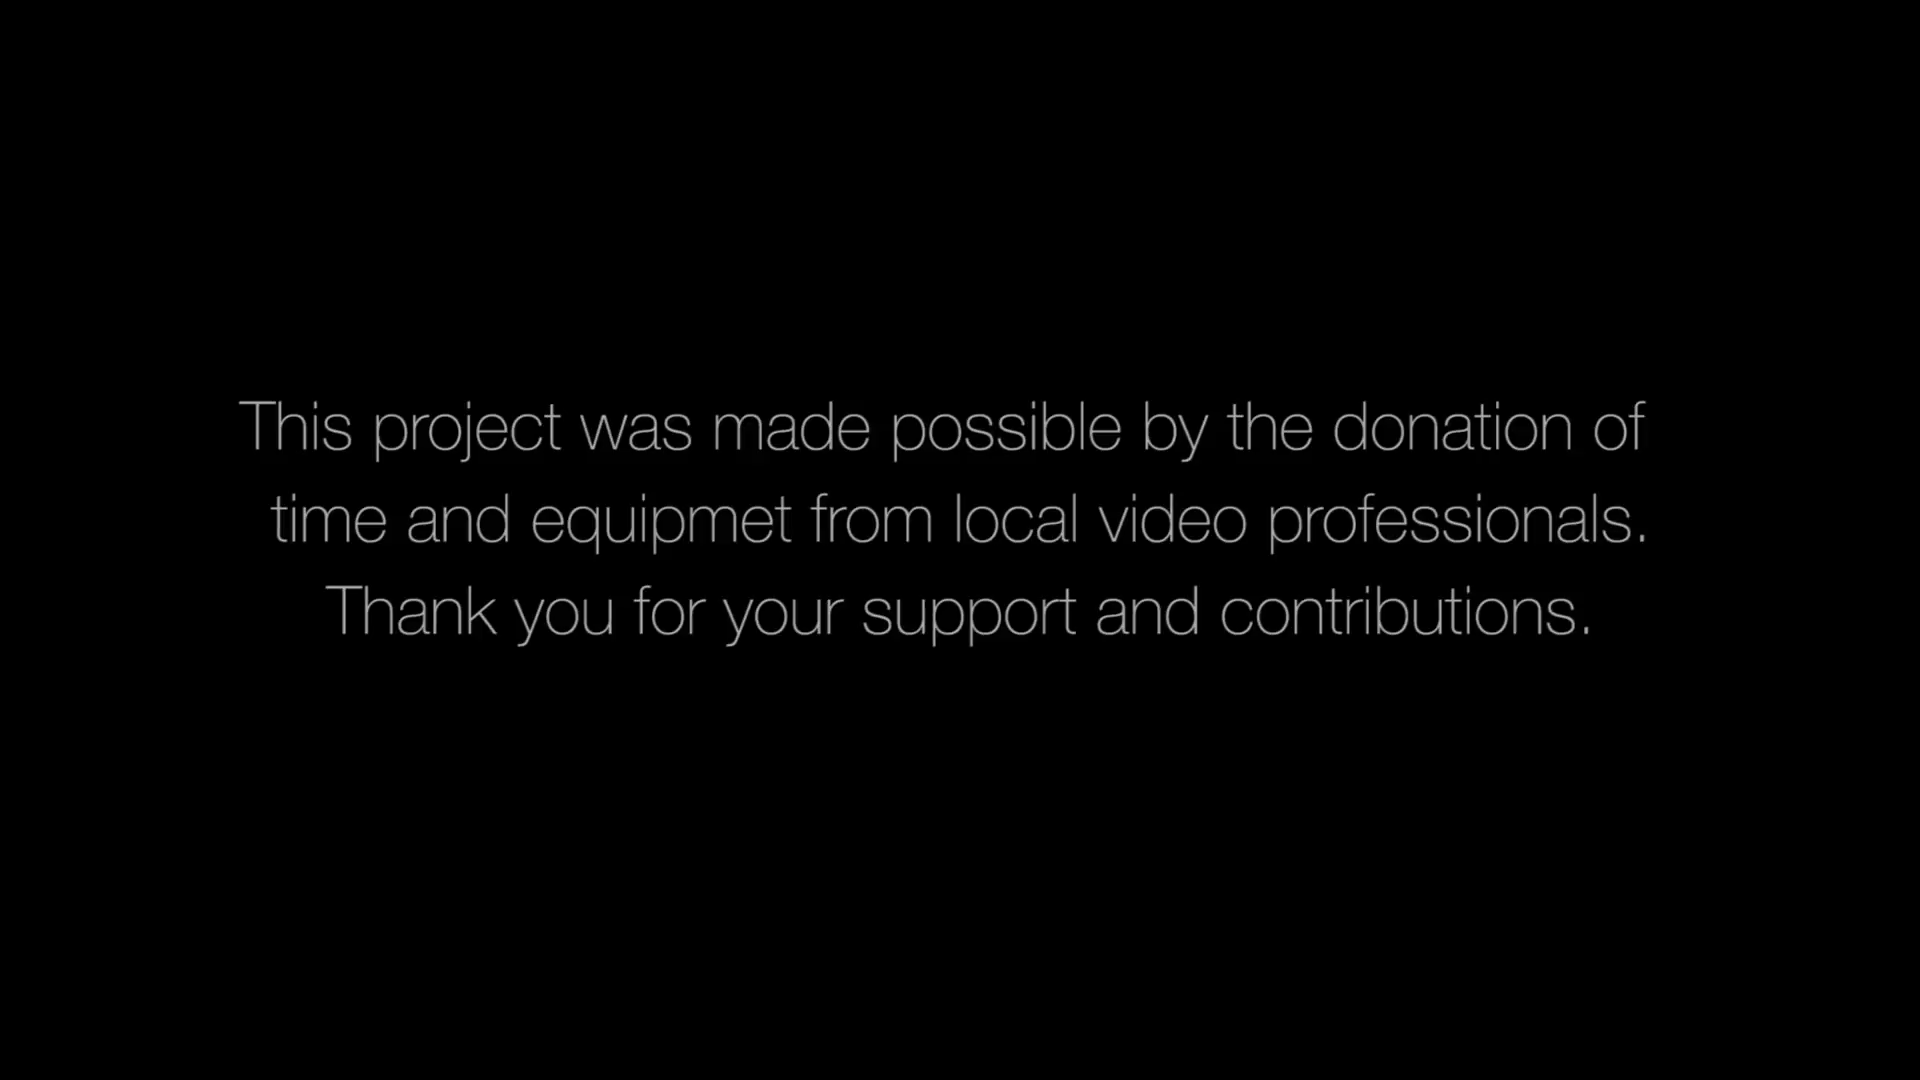 This project was made possible by the donation of
time and equipmet from local video professionals.
Thank you for your support and contributions.